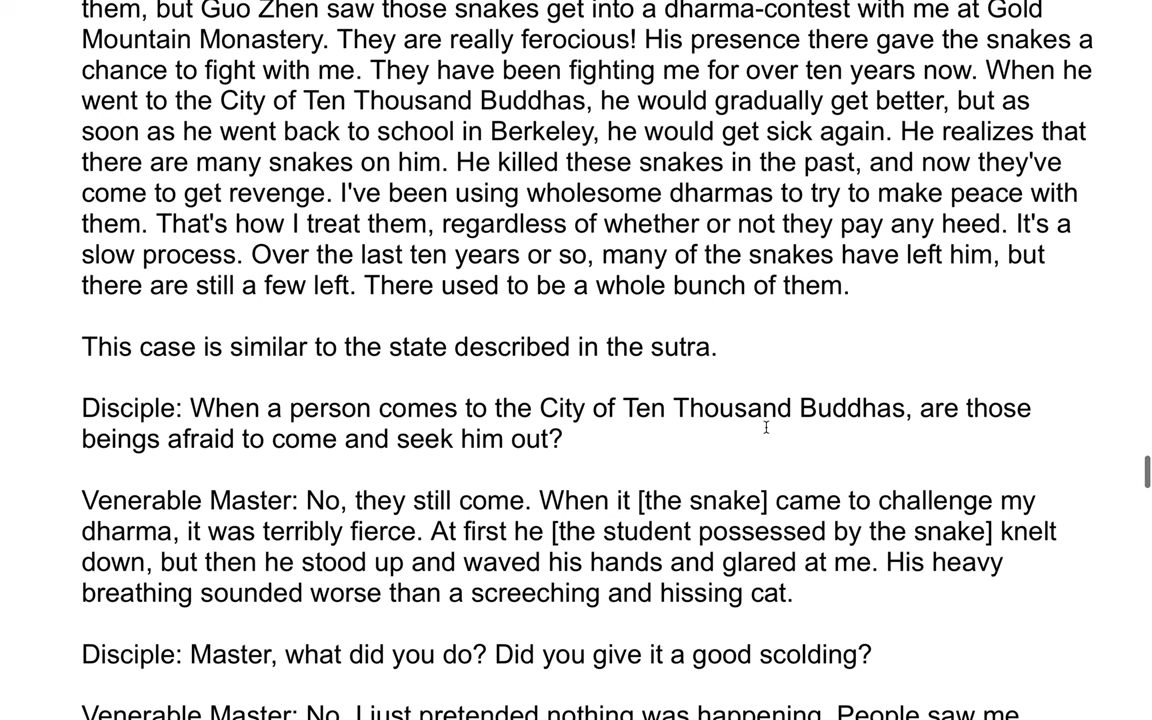 them, but Guo Zhen saw those snakes get into a dharma-contest with me at Gold
Mountain Monastery. They are really ferocious! His presence there gave the snakes a
chance to fight with me. They have been fighting me for over ten years now. When he
went to the City of Ten Thousand Buddhas, he would gradually get better, but as
soon as he went back to school in Berkeley, he would get sick again. He realizes that
there are many snakes on him. He killed these snakes in the past, and now they've
come to get revenge. I've been using wholesome dharmas to try to make peace with
them. That's how I treat them, regardless of whether or not they pay any heed. It's a
slow process. Over the last ten years or so, many of the snakes have left him, but
there are still a few left. There used to be a whole bunch of them.
This case is similar to the state described in the sutra.
Disciple: When a person comes to the City of Ten Thousand Buddhas, are those
beings afraid to come and seek him out?
Venerable Master: No, they still come. When it [the snake] came to challenge my
dharma, it was terribly fierce. At first he [the student possessed by the snake] knelt
down, but then he stood up and waved his hands and glared at me. His heavy
breathing sounded worse than a screeching and hissing cat.
Disciple: Master, what did you do? Did you give it a good scolding?
Venerable Master: No, I just pretended nothing was happening. People saw me